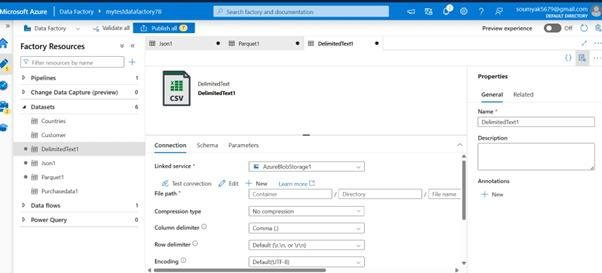 Microsoft Azure
Data Factory
mytestdatafactory78
Search factory and documentation
soumyak5679@gmail.com
DEFAULT DIRECTORY
Data Factory
Validate all
Publish all
Preview experience
Off
Factory Resources
Filter resources by name
Pipelines 1
Change Data Capture (preview) 0
Datasets 6
Countries
Customer
DelimitedText1
Json1
Parquet1
Purchasedata1
Data flows 1
Power Query 0
Json1
Parquet1
DelimitedText1
CSV
DelimitedText
DelimitedText1
Connection Schema Parameters
Linked service *
AzureBlobStorage1
Test connection Edit New Learn more
File path *
Container / Directory / File name
Compression type
No compression
Column delimiter
Comma (,)
Row delimiter
Default (\r,\n, or \r\n)
Encoding
Default(UTF-8)
Properties
General Related
Name *
DelimitedText1
Description
Annotations
New